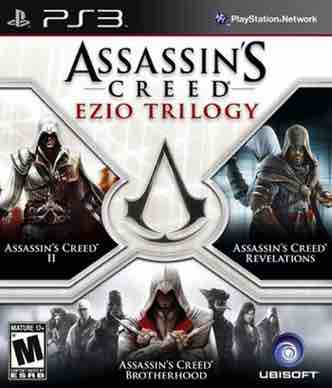 PS3
PlayStation Network
ASSASSIN'S
CREED
EZIO TRILOGY
ASSASSIN'S CREED
II
ASSASSIN'S CREED
REVELATIONS
MATURE 17+
M
ESRB
ASSASSIN'S CREED
BROTHERHOOD
UBISOFT